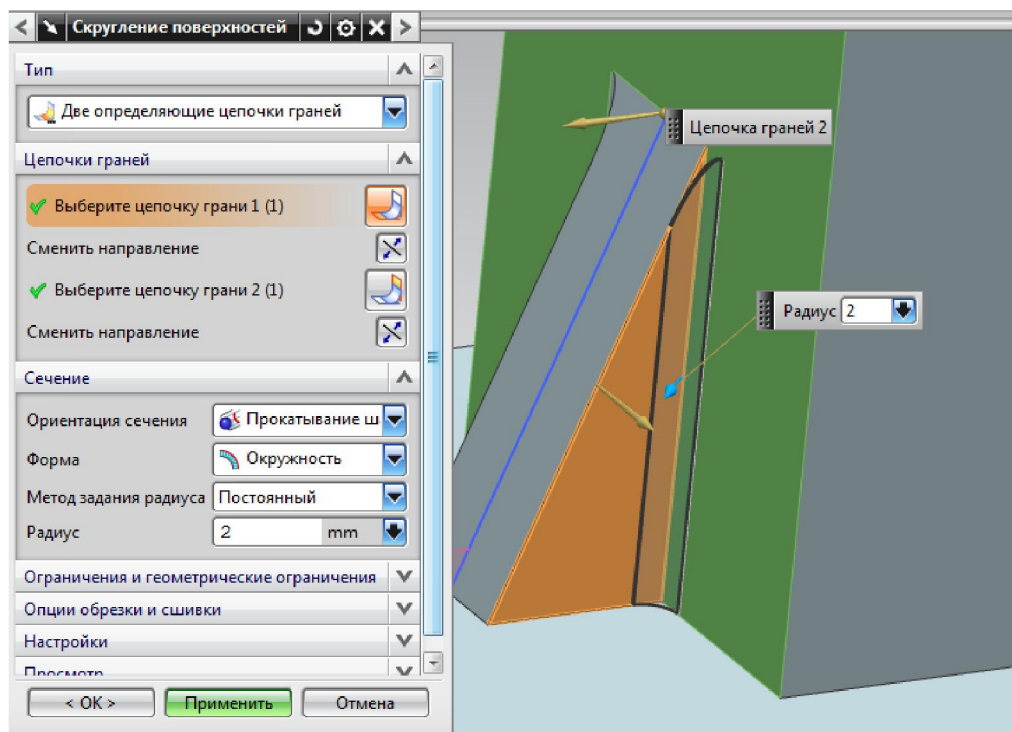 Скругление поверхностей
Тип
Две определяющие цепочки граней
Цепочки граней
Выберите цепочку грани 1 (1)
Сменить направление
Выберите цепочку грани 2 (1)
Сменить направление
Сечение
Ориентация сечения Прокатывание ш
Форма Окружность
Метод задания радиуса Постоянный
Радиус 2 mm
Ограничения и геометрические ограничения
Опции обрезки и сшивки
Настройки
Просмотр
< OK > Применить Отмена
Цепочка граней 2
Радиус 2